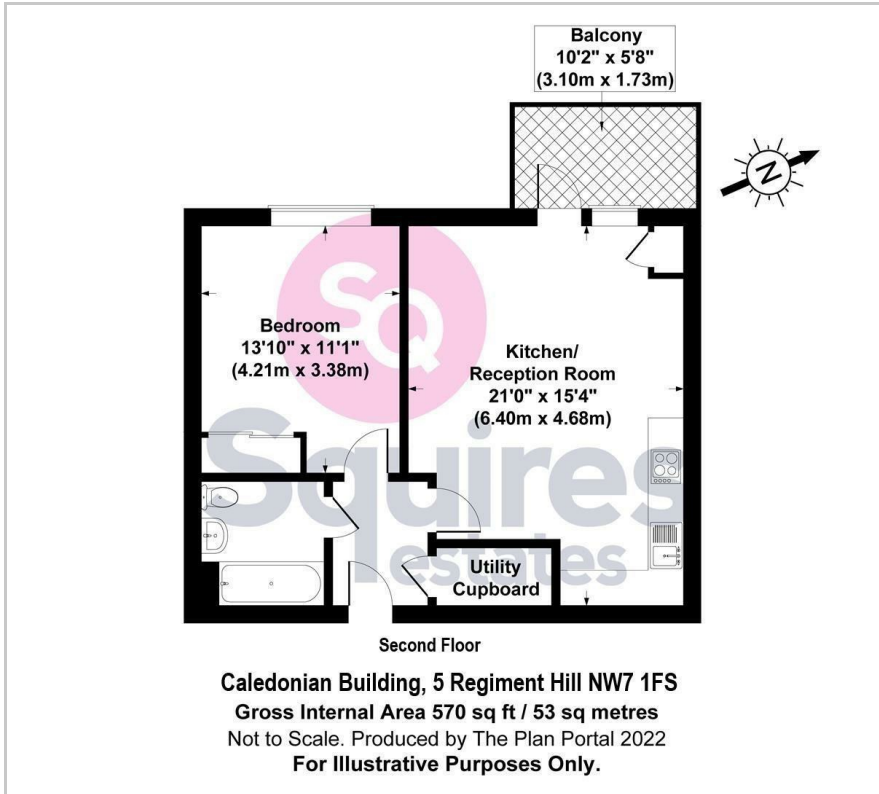 Balcony
10'2" x 5'8"
(3.10m x 1.73m)
N
SQ
Bedroom
13'10" x 11'1"
(4.21m x 3.38m)
Kitchen/
Reception Room
21'0" x 15'4"
(6.40m x 4.68m)
Squires
estates
Utility
Cupboard
Second Floor
Caledonian Building, 5 Regiment Hill NW7 1FS
Gross Internal Area 570 sq ft / 53 sq metres
Not to Scale. Produced by The Plan Portal 2022
For Illustrative Purposes Only.